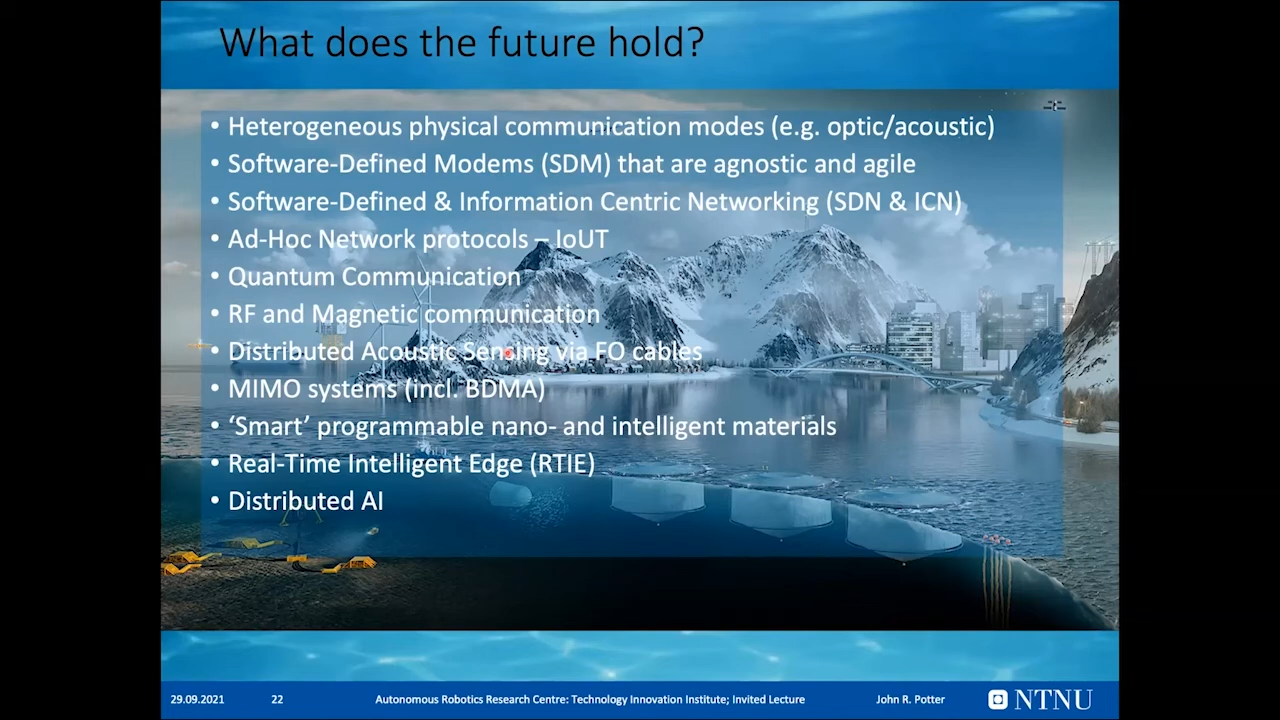 What does the future hold?
• Heterogeneous physical communication modes (e.g. optic/acoustic)
• Software-Defined Modems (SDM) that are agnostic and agile
• Software-Defined & Information Centric Networking (SDN & ICN)
• Ad-Hoc Network protocols – IoUT
• Quantum Communication
• RF and Magnetic communication
• Distributed Acoustic Sensing via FO cables
• MIMO systems (incl. BDMA)
• ‘Smart’ programmable nano- and intelligent materials
• Real-Time Intelligent Edge (RTIE)
• Distributed AI
29.09.2021 22 Autonomous Robotics Research Centre: Technology Innovation Institute; Invited Lecture John R. Potter NTNU